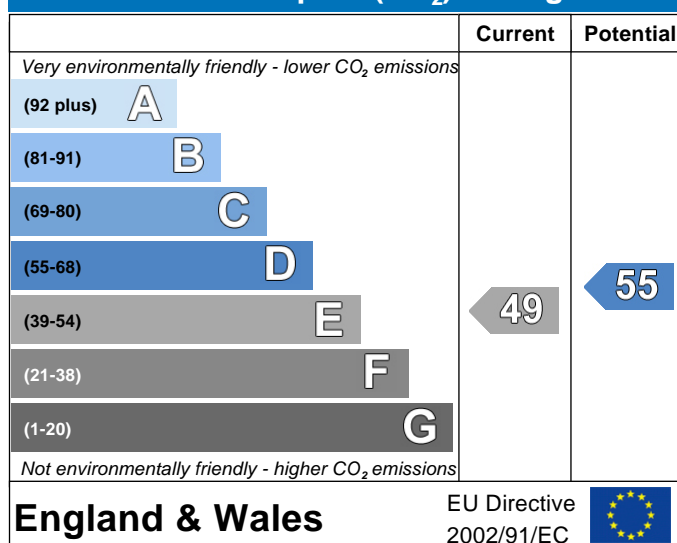 Current Potential
Very environmentally friendly - lower CO₂ emissions
(92 plus) A
(81-91) B
(69-80) C
(55-68) D
(39-54) E
(21-38) F
(1-20) G
49
55
Not environmentally friendly - higher CO₂ emissions
England & Wales
EU Directive
2002/91/EC